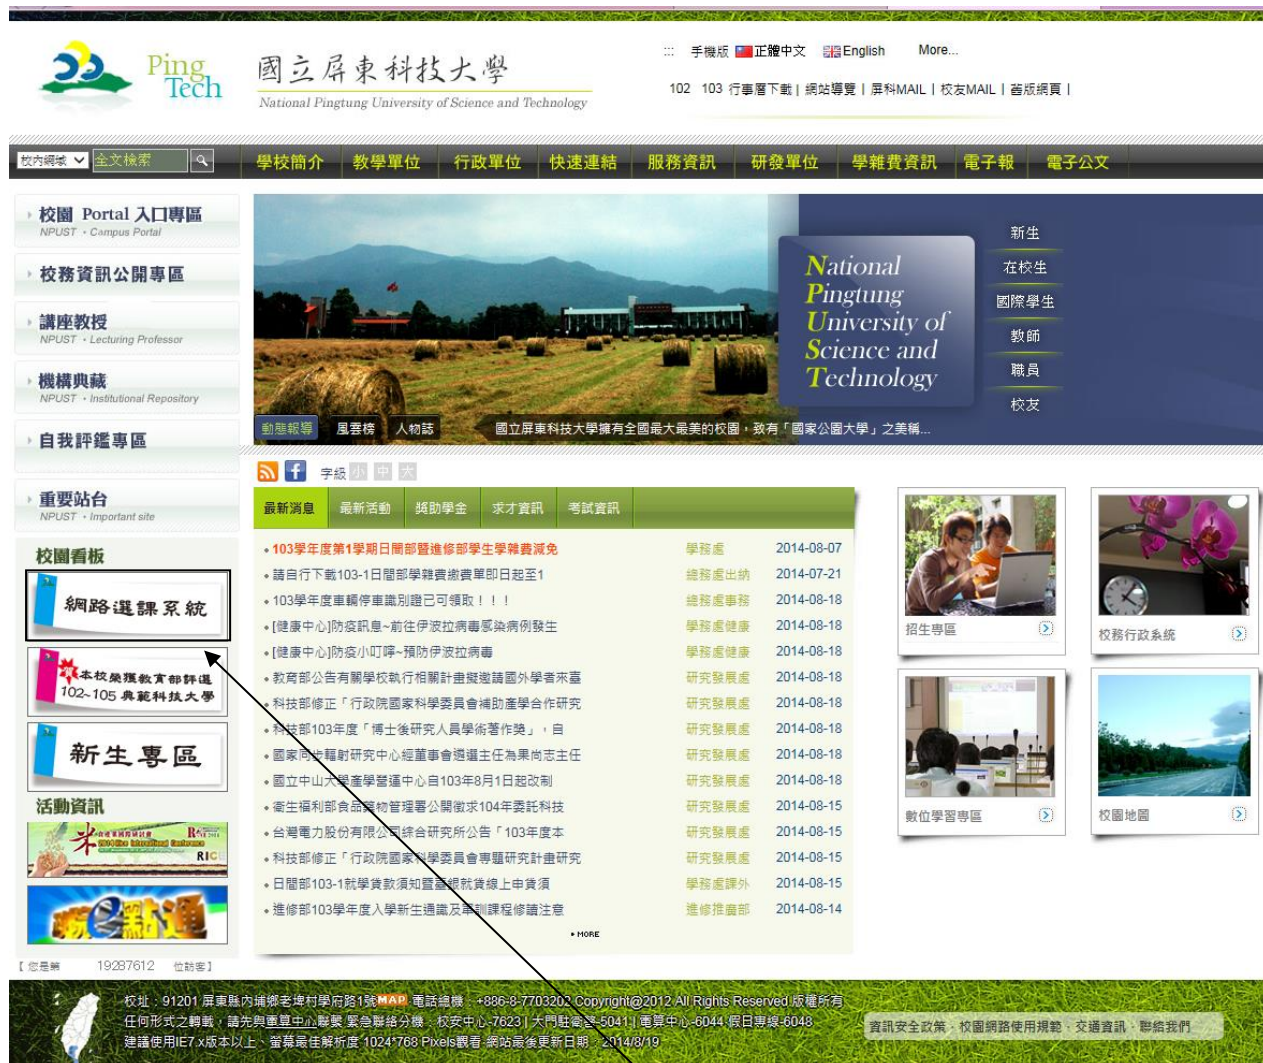 Ping
Tech
國立屏東科技大學
National Pingtung University of Science and Technology
::: 手機版 正體中文 English More...
102 103 行事曆下載 | 網站導覽 | 屏科MAIL | 校友MAIL | 舊版網頁 |
校內網域 全文檢索
學校簡介 教學單位 行政單位 快速連結 服務資訊 研發單位 學雜費資訊 電子報 電子公文
校園 Portal 入口專區
NPUST ・Campus Portal
校務資訊公開專區
講座教授
NPUST ・Lecturing Professor
機構典藏
NPUST ・Institutional Repository
自我評鑑專區
重要站台
NPUST ・Important site
National
Pingtung
University of
Science and
Technology
新生
在校生
國際學生
教師
職員
校友
動態報導 風雲榜 人物誌 國立屏東科技大學擁有全國最大最美的校園，致有「國家公園大學」之美稱...
字級 小 中 大
最新消息 最新活動 獎助學金 求才資訊 考試資訊
103學年度第1學期日間部暨進修部學生學雜費減免 學務處 2014-08-07
請自行下載103-1日間部學雜費繳費單即日起至1 總務處出納 2014-07-21
103學年度車輛停車識別證已可領取！！！ 總務處事務 2014-08-18
[健康中心]防疫訊息~前往伊波拉病毒感染病例發生 學務處健康 2014-08-18
[健康中心]防疫小叮嚀~預防伊波拉病毒 學務處健康 2014-08-18
教育部公告有關學校執行相關計畫擬邀請國外學者來臺 研究發展處 2014-08-18
科技部修正「行政院國家科學委員會補助產學合作研究 研究發展處 2014-08-18
科技部103年度「博士後研究人員學術著作獎」，自 研究發展處 2014-08-18
國家同步輻射研究中心經董事會遴選主任為果尚志主任 研究發展處 2014-08-18
國立中山大學產學營運中心自103年8月1日起改制 研究發展處 2014-08-18
衛生福利部食品藥物管理署公開徵求104年委託科技 研究發展處 2014-08-15
台灣電力股份有限公司綜合研究所公告「103年度本 研究發展處 2014-08-15
科技部修正「行政院國家科學委員會專題研究計畫研究 研究發展處 2014-08-15
日間部103-1就學貸款須知暨臺銀就貸線上申貸須 學務處課外 2014-08-15
進修部103學年度入學新生通識及軍訓課程修讀注意 進修推廣部 2014-08-14
MORE
校園看板
網路選課系統
賀 本校榮獲教育部評選
102~105 典範科技大學
新生專區
活動資訊
2014 Rice International Conference
RIC
e點通
【 您是第 19287612 位訪客】
招生專區
校務行政系統
數位學習專區
校園地圖
校址：91201 屏東縣內埔鄉老埤村學府路1號 MAP 電話總機：+886-8-7703202 Copyright@2012 All Rights Reserved 版權所有
任何形式之轉載，請先與電算中心聯繫 緊急聯絡分機：校安中心-7623 | 大門駐衛警-5041 | 電算中心-6044 假日專線-6048
建議使用IE7.x版本以上、螢幕最佳解析度 1024*768 Pixels觀看 網站最後更新日期：2014/8/19
資訊安全政策・校園網路使用規範・交通資訊・聯絡我們